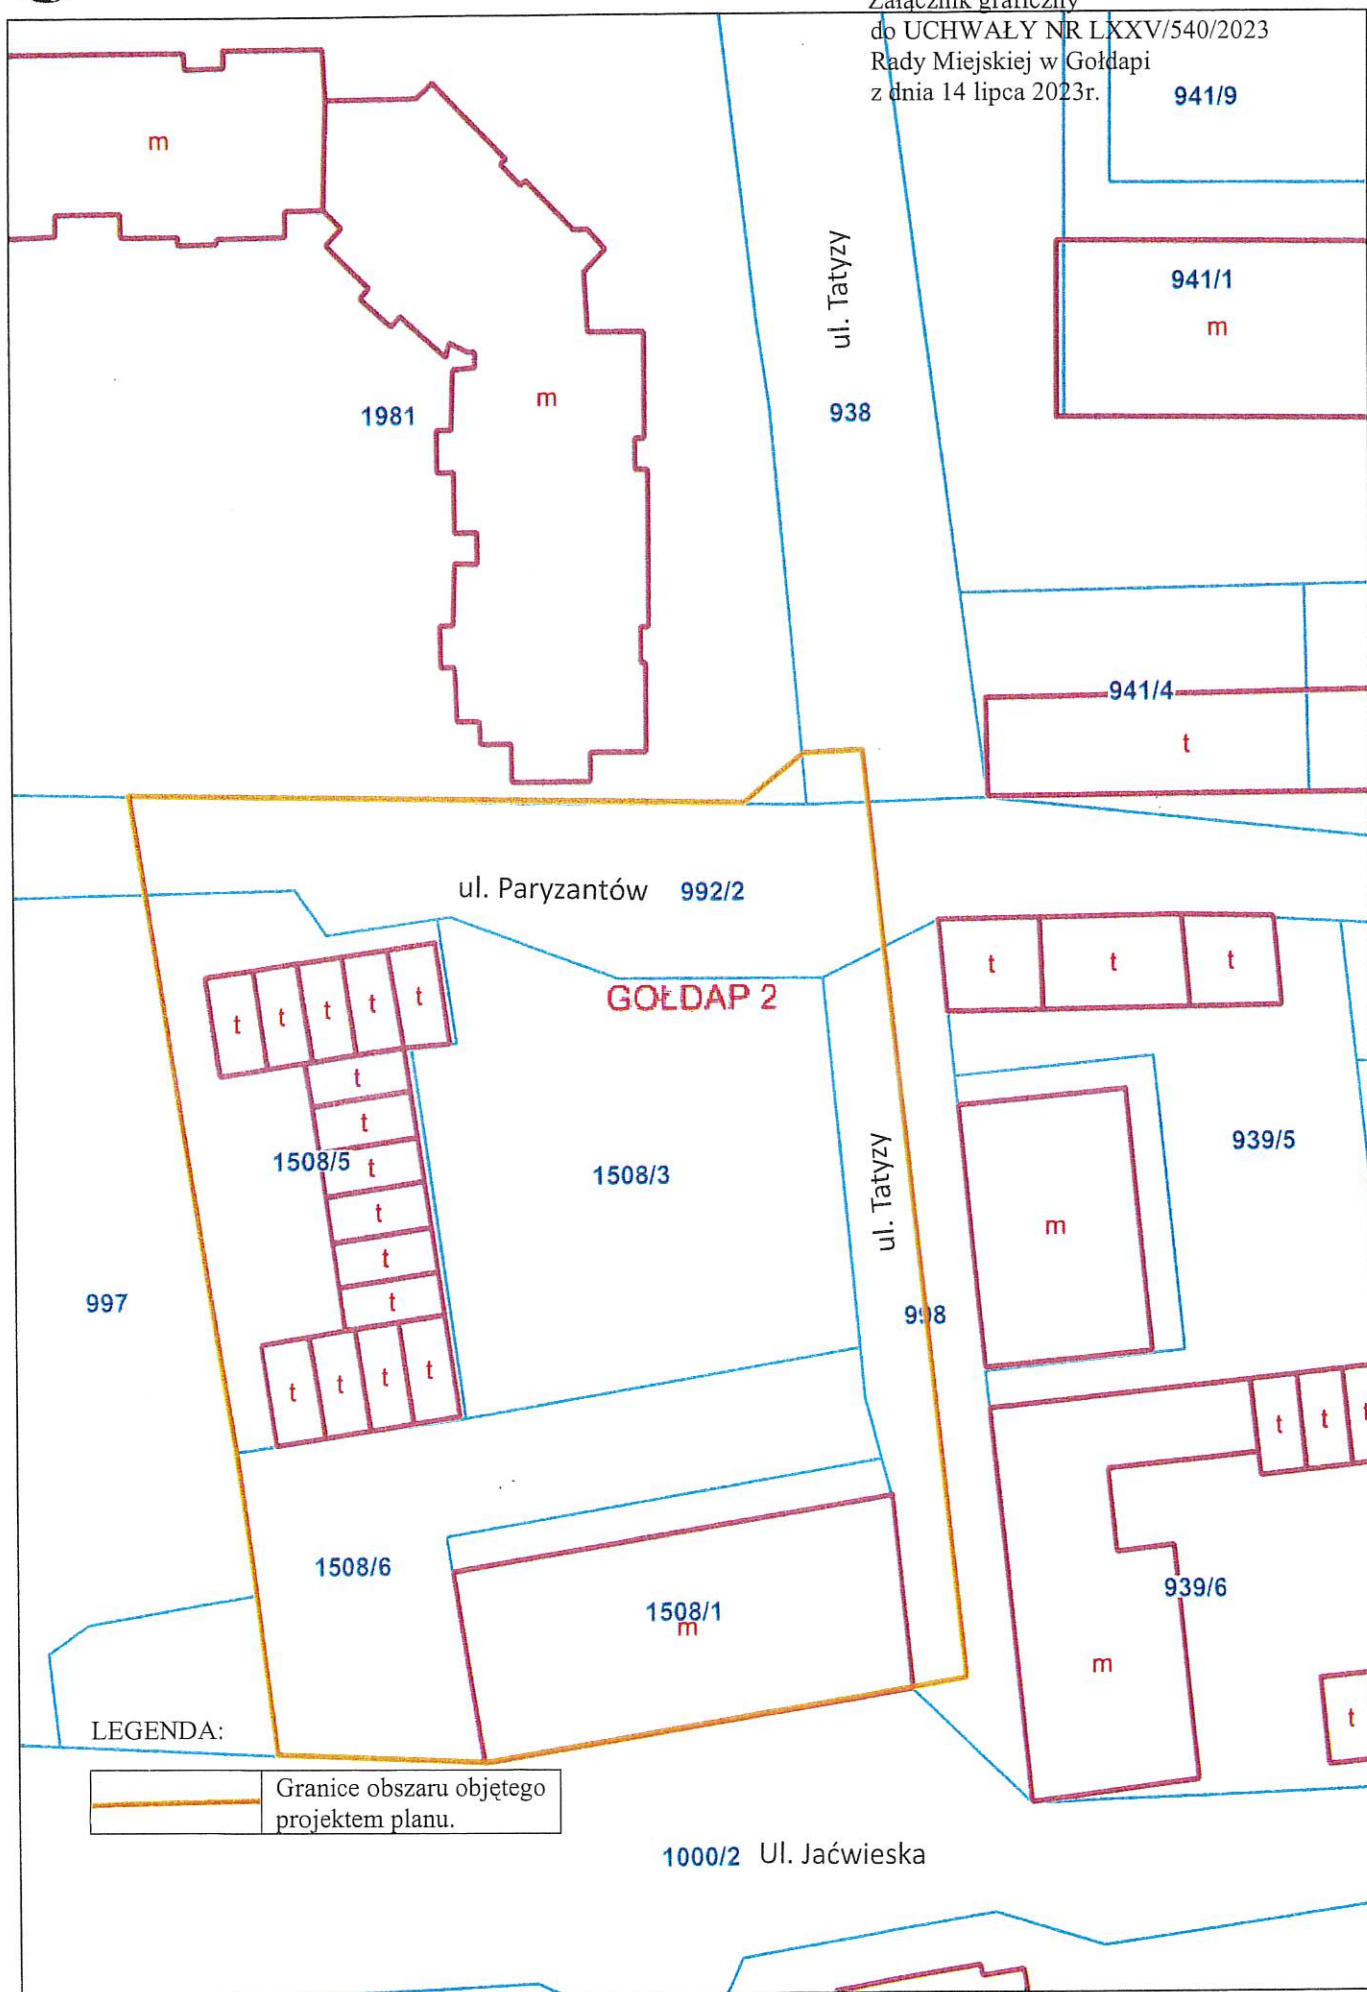 Załącznik graficzny
do UCHWAŁY NR LXXV/540/2023
Rady Miejskiej w Gołdapi
z dnia 14 lipca 2023r.
941/9
m
ul. Tatyzy
941/1
m
m
1981
938
941/4
t
ul. Paryzantów 992/2
GOŁDAP 2
t t t
t t t t t
t
t
1508/5 t
t
t
t
1508/3
ul. Tatyzy
939/5
m
997
998
t t t t
t t t
1508/6
1508/1
m
939/6
m
t
LEGENDA:
Granice obszaru objętego
projektem planu.
1000/2 Ul. Jaćwieska